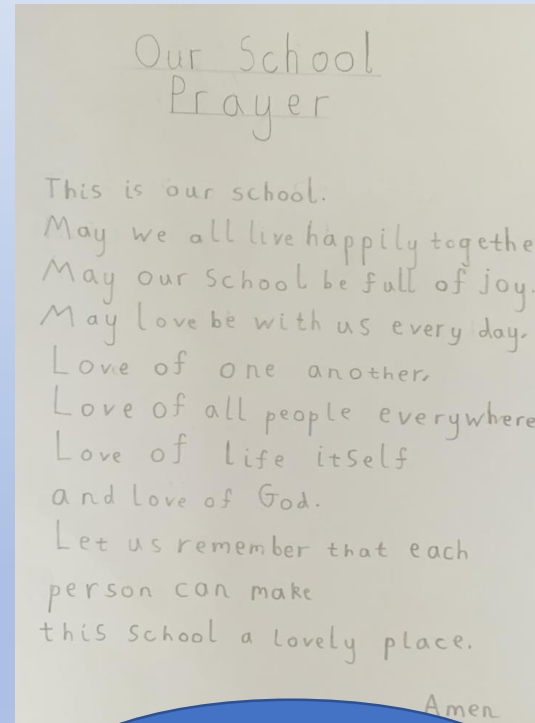 Our School
Prayer
This is our school.
May we all live happily togethe
May our School be full of joy.
May love be with us every day.
Love of one another,
Love of all people everywhere
Love of life itself
and love of God.
Let us remember that each
person can make
this school a lovely place.
Amen